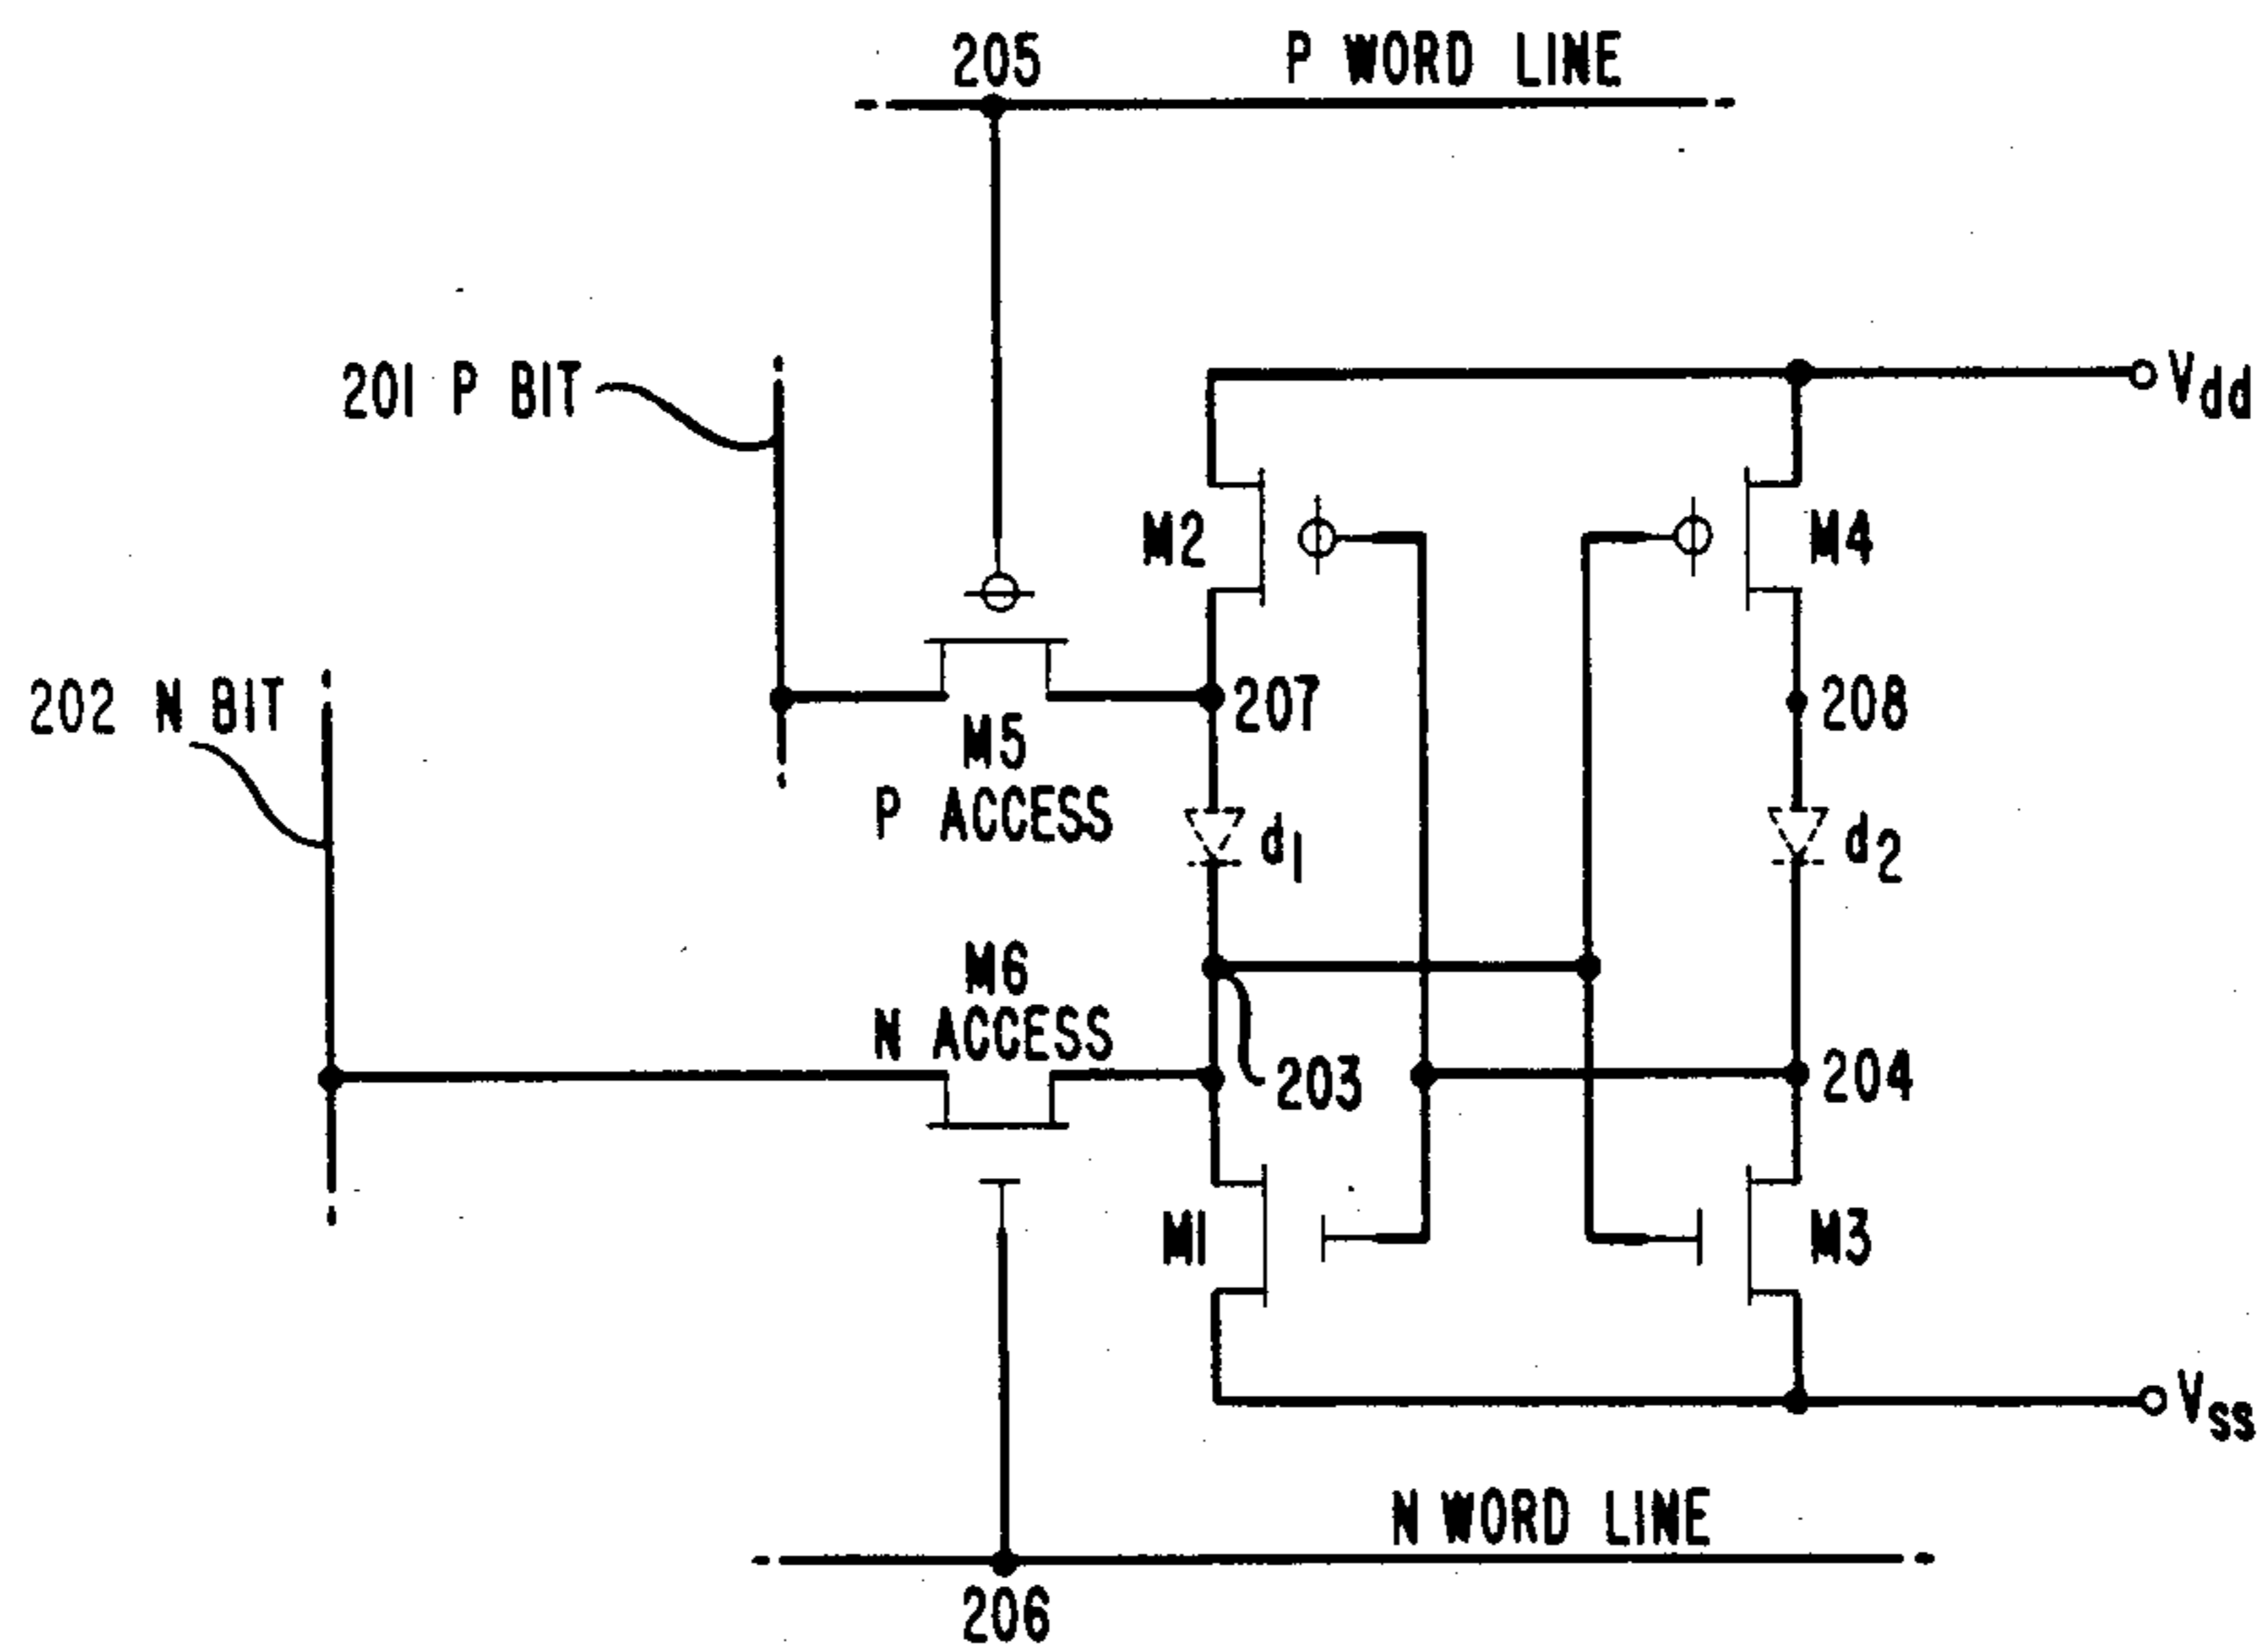 205
P WORD LINE
201 P BIT
Vdd
M2
M4
202 N BIT
207
208
M5
P ACCESS
d1
d2
M6
N ACCESS
203
204
M1
M3
Vss
N WORD LINE
206